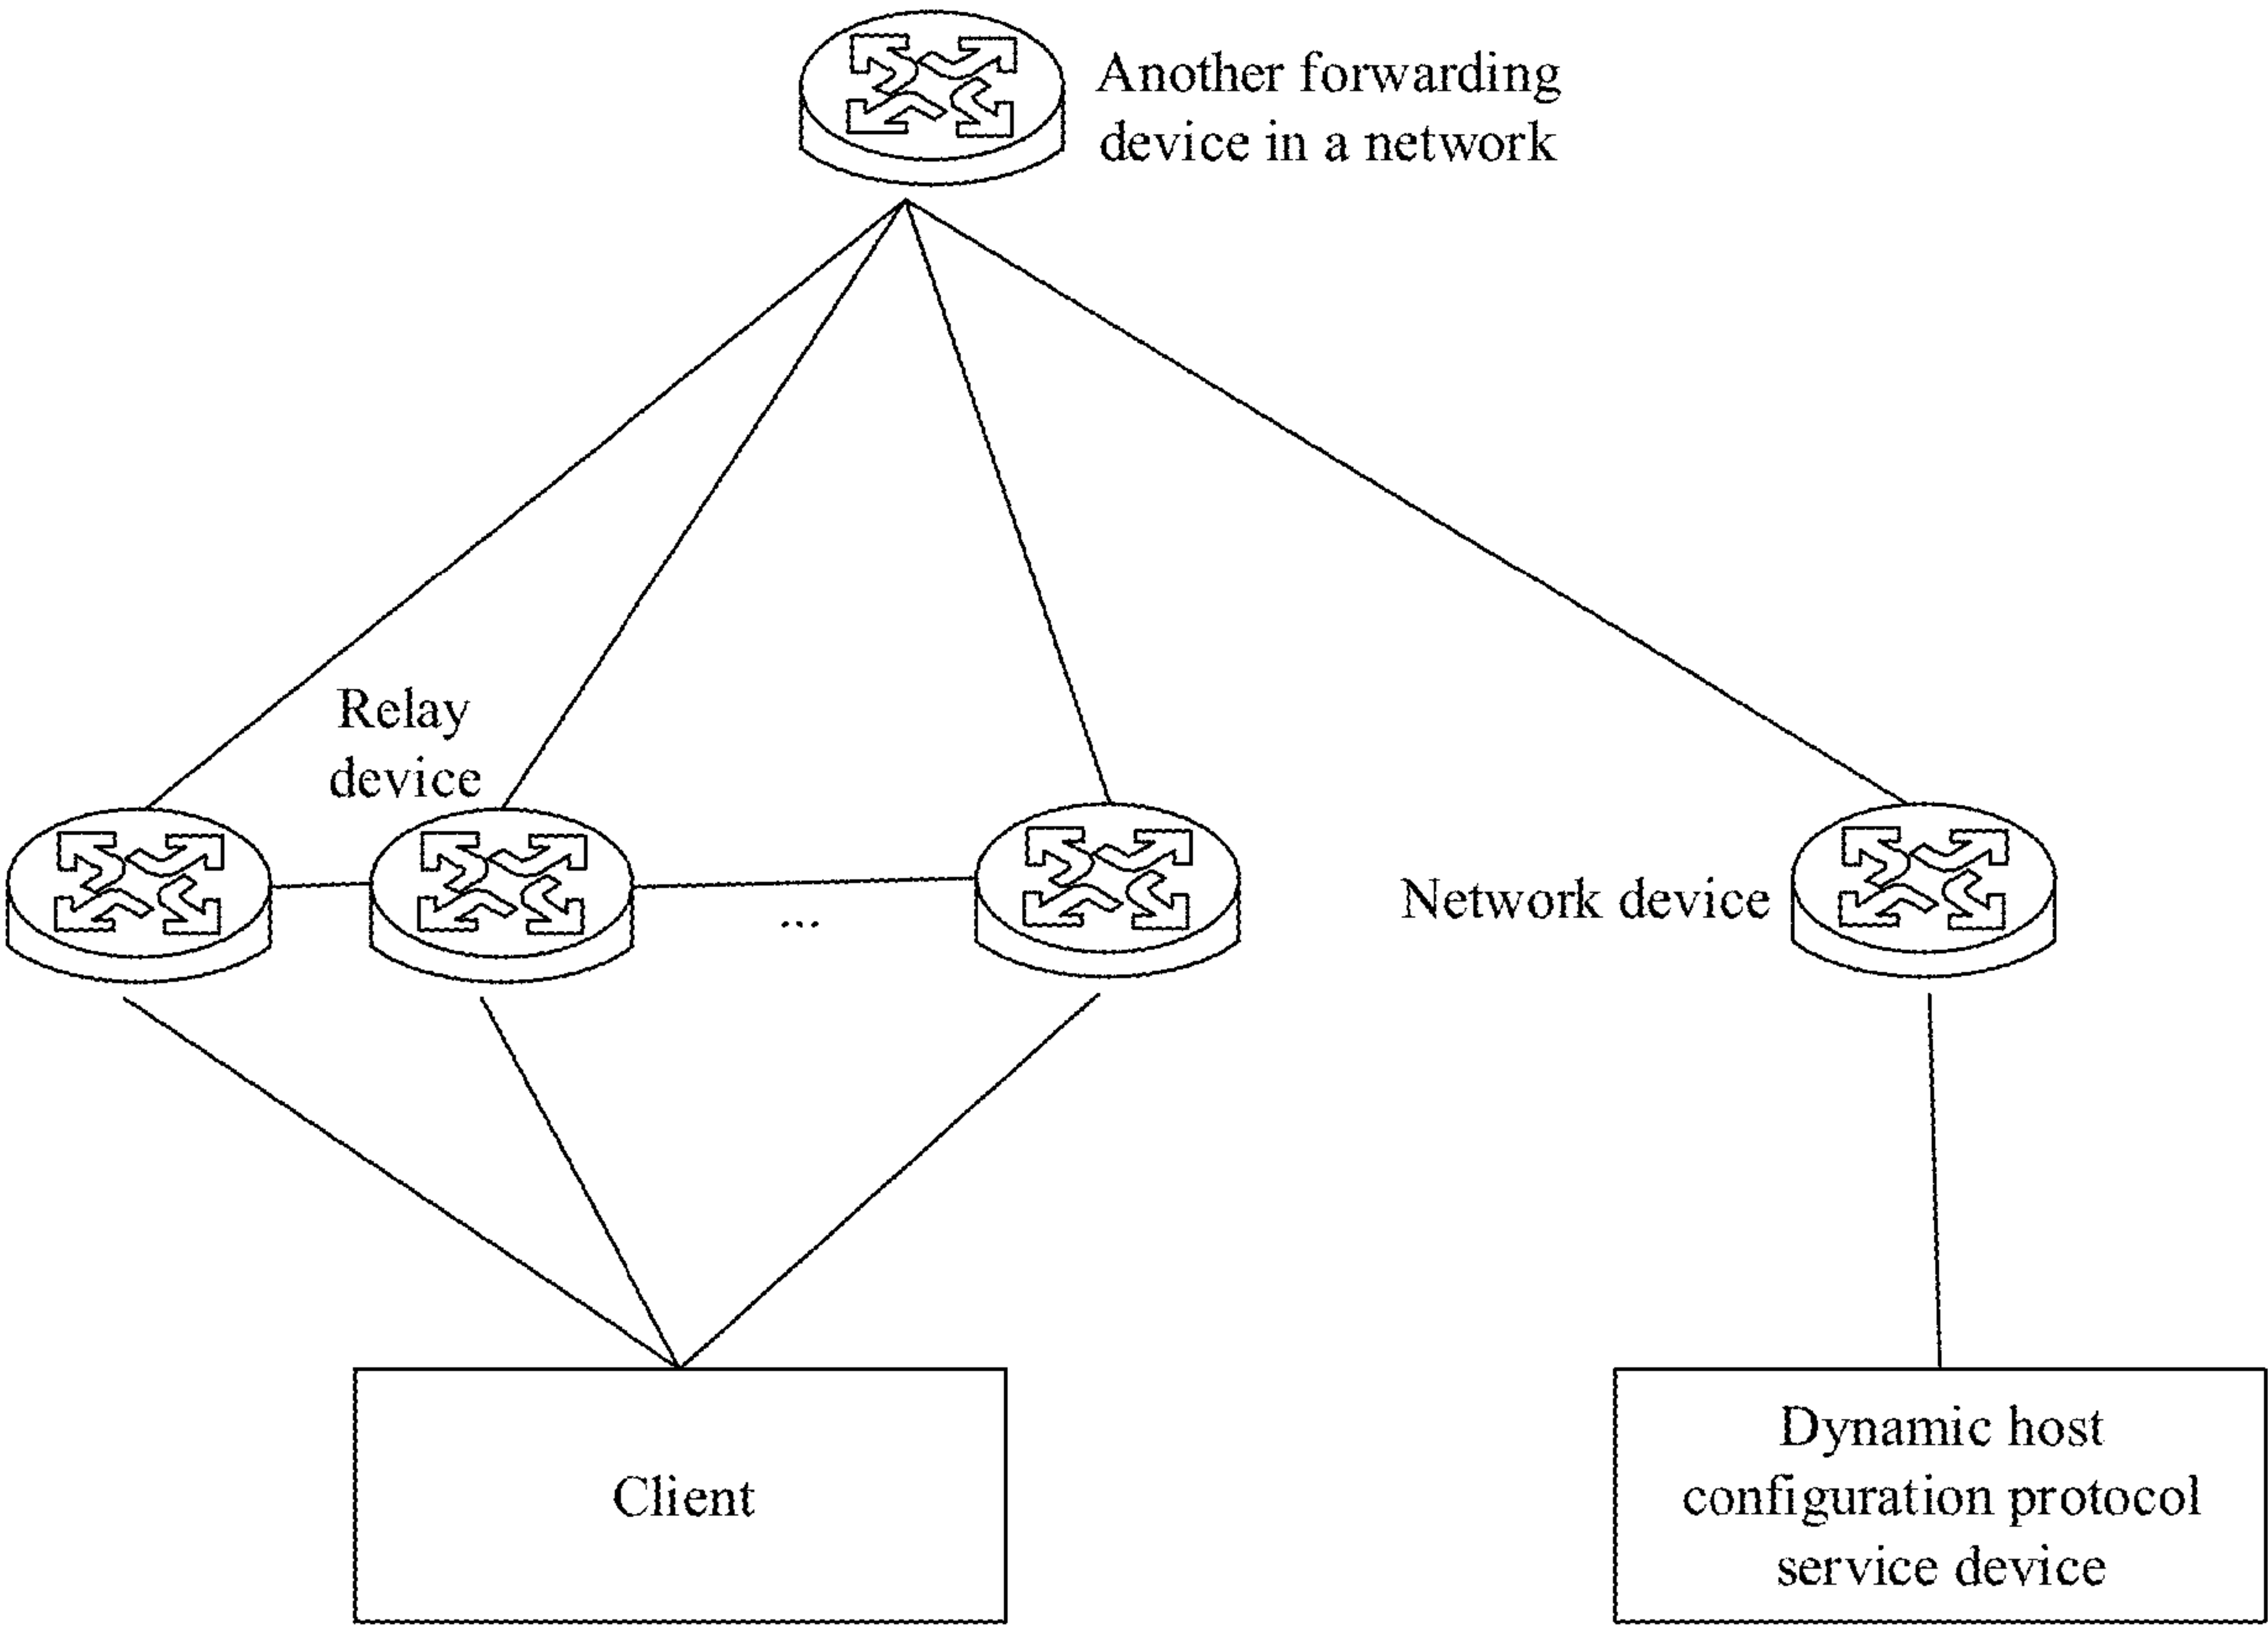 Another forwarding
device in a network
Relay
device
...
Network device
Client
Dynamic host
configuration protocol
service device